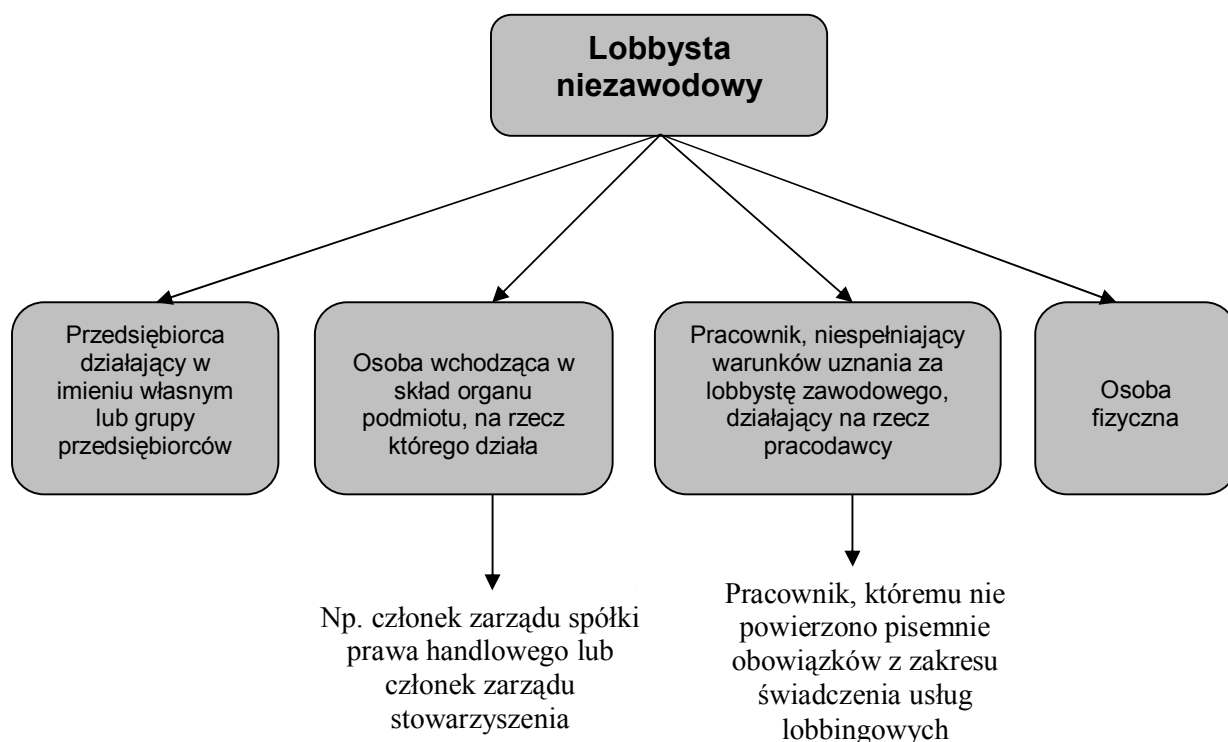 Lobbysta
niezawodowy
Przedsiębiorca
działający w
imieniu własnym
lub grupy
przedsiębiorców
Osoba wchodząca w
skład organu
podmiotu, na rzecz
którego działa
Pracownik, niespełniający
warunków uznania za
lobbystę zawodowego,
działający na rzecz
pracodawcy
Osoba
fizyczna
Np. członek zarządu spółki
prawa handlowego lub
członek zarządu
stowarzyszenia
Pracownik, któremu nie
powierzono pisemnie
obowiązków z zakresu
świadczenia usług
lobbingowych